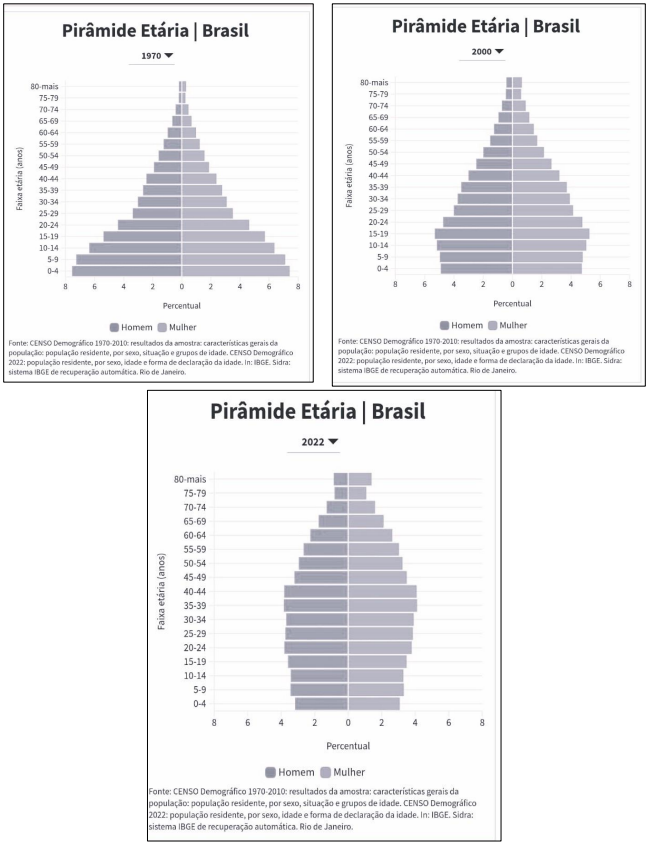 Pirâmide Etária | Brasil
1970
Faixa etária (anos)
80-mais
75-79
70-74
65-69
60-64
55-59
50-54
45-49
40-44
35-39
30-34
25-29
20-24
15-19
10-14
5-9
0-4
8 6 4 2 0 2 4 6 8
Percentual
Homem Mulher
Fonte: CENSO Demográfico 1970-2010: resultados da amostra: características gerais da
população: população residente, por sexo, situação e grupos de idade. CENSO Demográfico
2022: população residente, por sexo, idade e forma de declaração da idade. In: IBGE. Sidra:
sistema IBGE de recuperação automática. Rio de Janeiro.
Pirâmide Etária | Brasil
2000
Faixa etária (anos)
80-mais
75-79
70-74
65-69
60-64
55-59
50-54
45-49
40-44
35-39
30-34
25-29
20-24
15-19
10-14
5-9
0-4
8 6 4 2 0 2 4 6 8
Percentual
Homem Mulher
Fonte: CENSO Demográfico 1970-2010: resultados da amostra: características gerais da
população: população residente, por sexo, situação e grupos de idade. CENSO Demográfico
2022: população residente, por sexo, idade e forma de declaração da idade. In: IBGE. Sidra:
sistema IBGE de recuperação automática. Rio de Janeiro.
Pirâmide Etária | Brasil
2022
Faixa etária (anos)
80-mais
75-79
70-74
65-69
60-64
55-59
50-54
45-49
40-44
35-39
30-34
25-29
20-24
15-19
10-14
5-9
0-4
8 6 4 2 0 2 4 6 8
Percentual
Homem Mulher
Fonte: CENSO Demográfico 1970-2010: resultados da amostra: características gerais da
população: população residente, por sexo, situação e grupos de idade. CENSO Demográfico
2022: população residente, por sexo, idade e forma de declaração da idade. In: IBGE. Sidra:
sistema IBGE de recuperação automática. Rio de Janeiro.